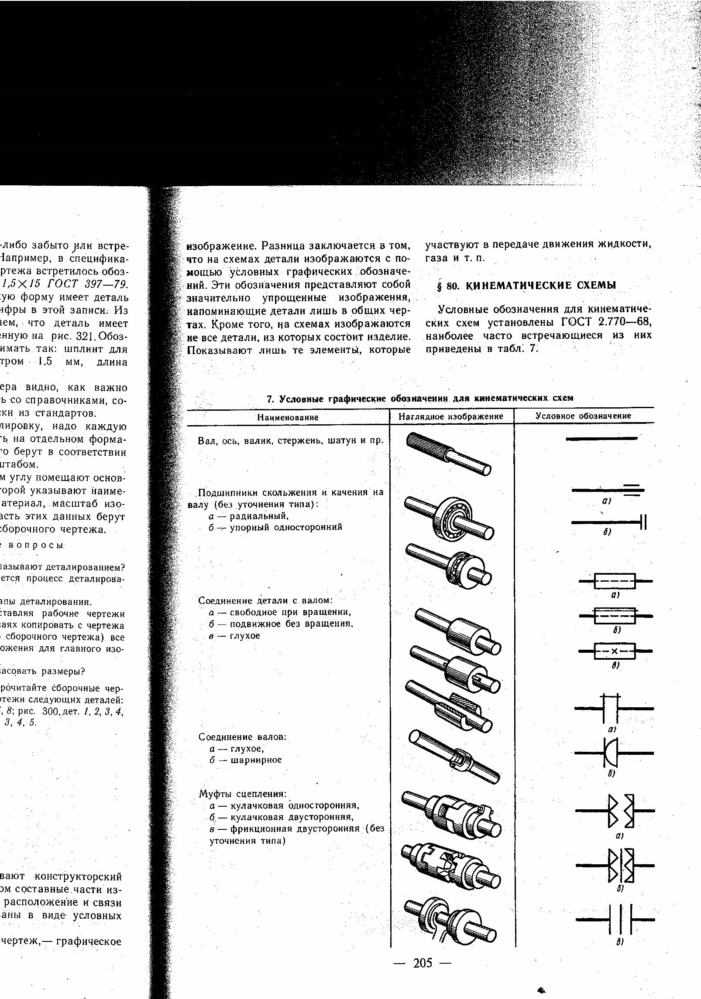 -либо забыто или встре-
Например, в специфика-
ртежа встретилось обоз-
1,5×15 ГОСТ 397—79.
кую форму имеет деталь
ифры в этой записи. Из
аем, что деталь имеет
енную на рис. 321. Обоз-
имать так: шплинт для
тром 1,5 мм, длина
ера видно, как важно
ь со справочниками, со-
ски из стандартов.
лировку, надо каждую
ть на отдельном форма-
го берут в соответствии
штабом.
м углу помещают основ-
торой указывают наиме-
атериал, масштаб изо-
асть этих данных берут
сборочного чертежа.
е вопросы
называют деталированием?
ется процесс деталирова-
апы деталирования.
ставляя рабочие чертежи
чаях копировать с чертежа
о сборочного чертежа) все
ожения для главного изо-
ласовать размеры?
рочитайте сборочные чер-
ртежи следующих деталей:
, 8; рис. 300, дет. 1, 2, 3, 4,
3, 4, 5.
вают конструкторский
ом составные части из-
расположение и связи
заны в виде условных
чертеж,— графическое
изображение. Разница заключается в том,
что на схемах детали изображаются с по-
мощью условных графических обозначе-
ний. Эти обозначения представляют собой
значительно упрощенные изображения,
напоминающие детали лишь в общих чер-
тах. Кроме того, на схемах изображаются
не все детали, из которых состоит изделие.
Показывают лишь те элементы, которые
участвуют в передаче движения жидкости,
газа и т. п.
§ 80. КИНЕМАТИЧЕСКИЕ СХЕМЫ
Условные обозначения для кинематиче-
ских схем установлены ГОСТ 2.770—68,
наиболее часто встречающиеся из них
приведены в табл. 7.
7. Условные графические обозначения для кинематических схем
Наименование
Наглядное изображение
Условное обозначение
Вал, ось, валик, стержень, шатун и пр.
Подшипники скольжения и качения на
валу (без уточнения типа):
а — радиальный,
б — упорный односторонний
а)
б)
Соединение детали с валом:
а — свободное при вращении,
б — подвижное без вращения,
в — глухое
а)
б)
в)
Соединение валов:
а — глухое,
б — шарнирное
а)
б)
Муфты сцепления:
а — кулачковая односторонняя,
б — кулачковая двусторонняя,
в — фрикционная двусторонняя (без
уточнения типа)
а)
б)
в)
— 205 —